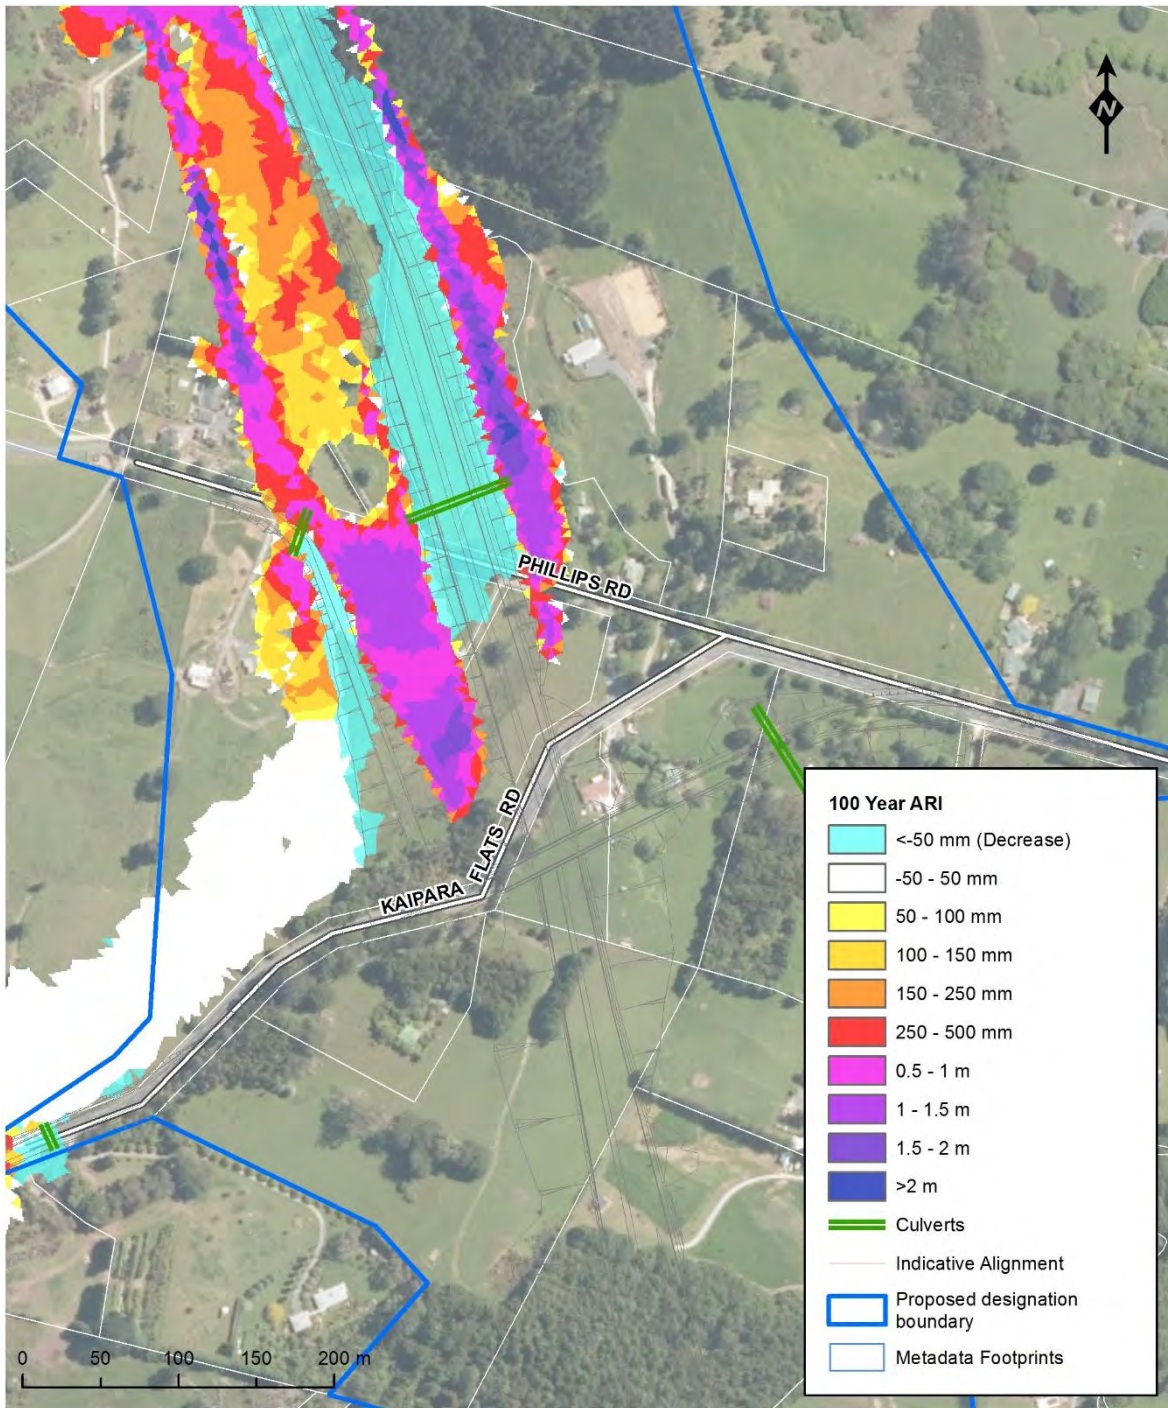 N
PHILLIPS RD
KAIPARA FLATS RD
100 Year ARI
<-50 mm (Decrease)
-50 - 50 mm
50 - 100 mm
100 - 150 mm
150 - 250 mm
250 - 500 mm
0.5 - 1 m
1 - 1.5 m
1.5 - 2 m
>2 m
Culverts
Indicative Alignment
Proposed designation
boundary
Metadata Footprints
0 50 100 150 200 m